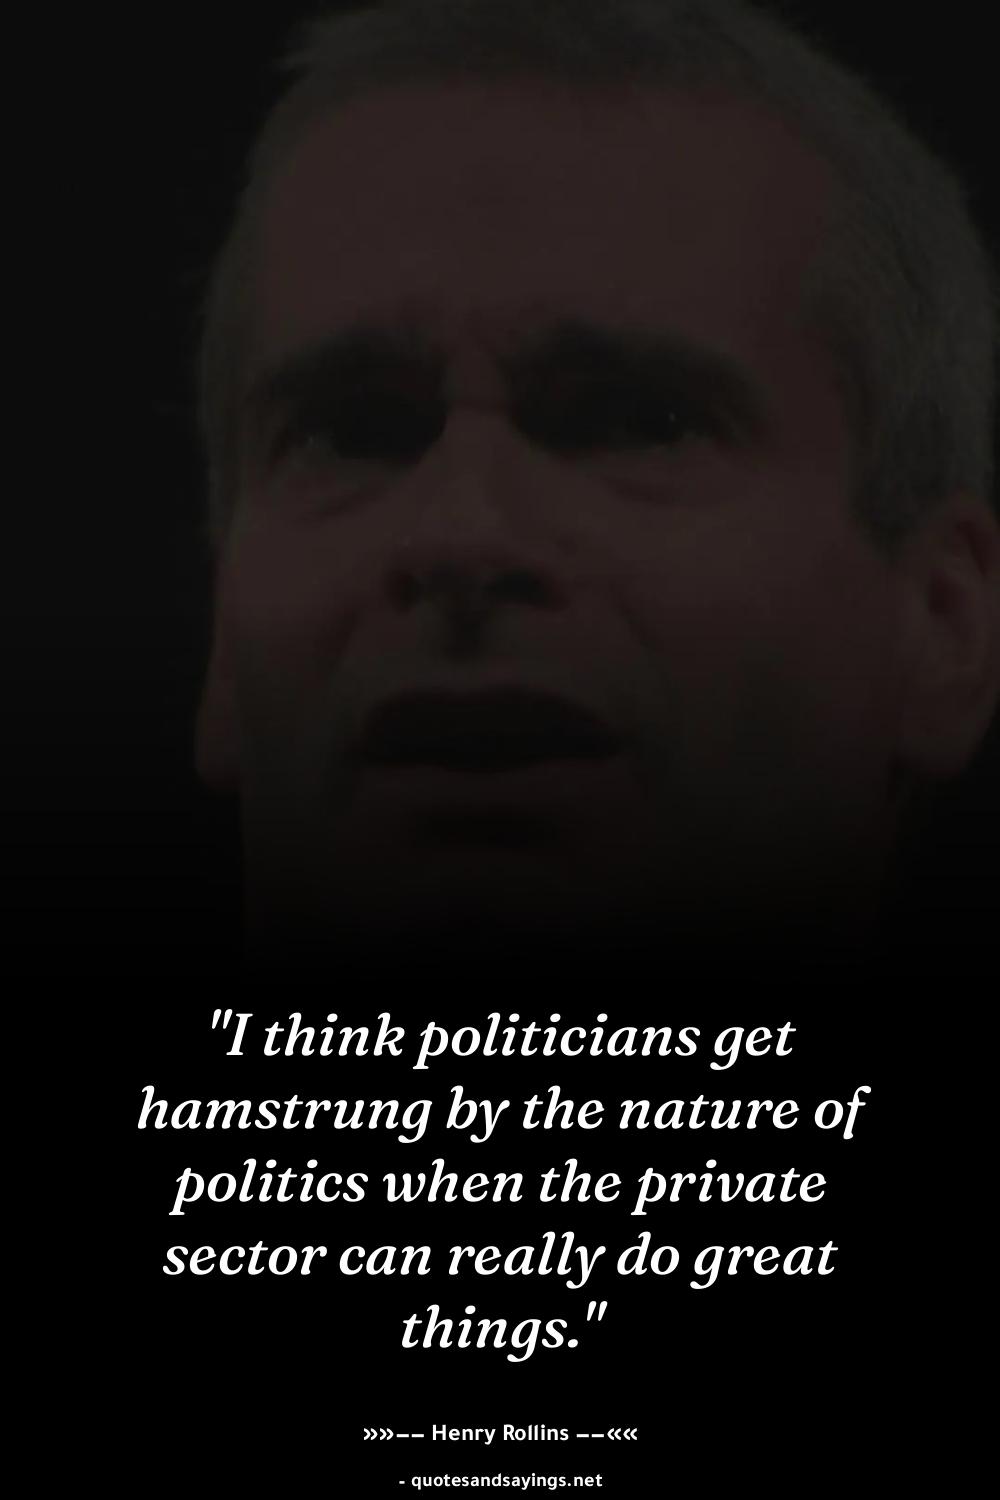 "I think politicians get
hamstrung by the nature of
politics when the private
sector can really do great
things."
»»−− Henry Rollins −−««
- quotesandsayings.net